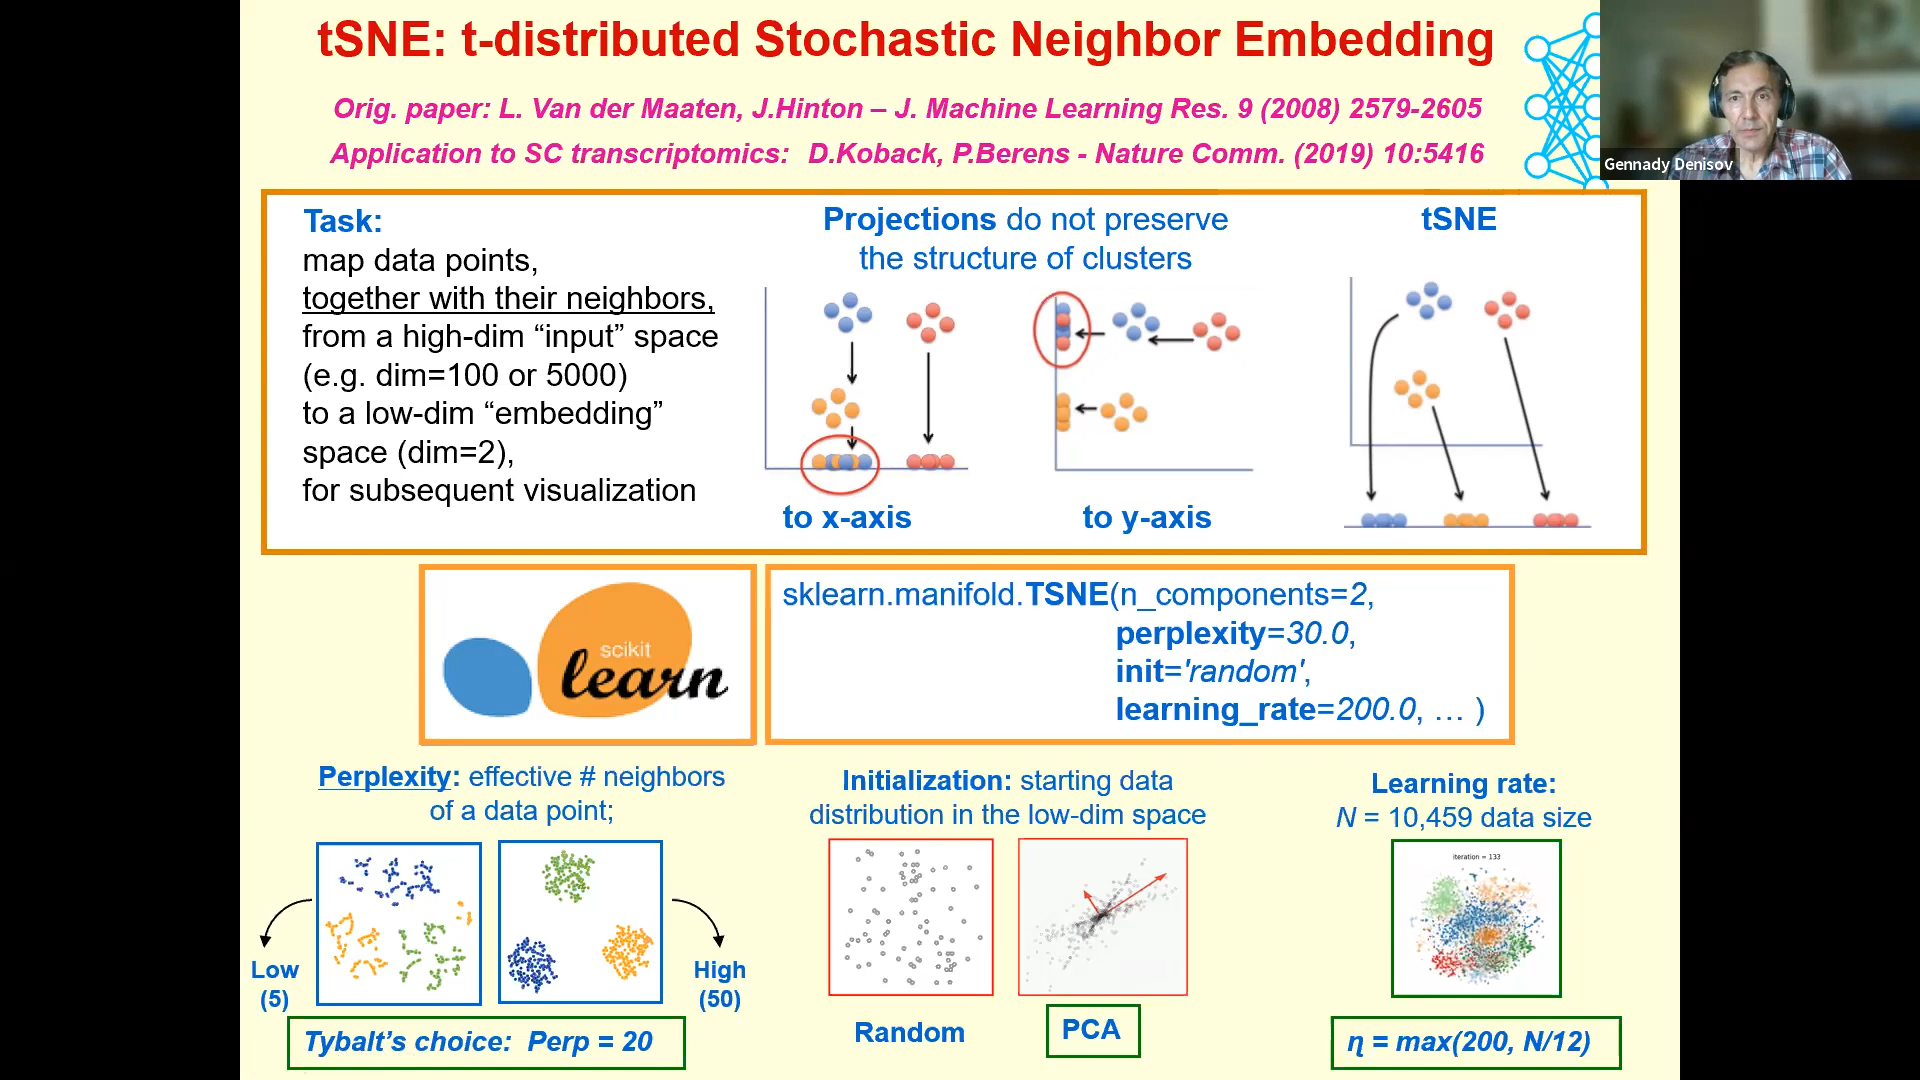 tSNE: t-distributed Stochastic Neighbor Embedding
Orig. paper: L. Van der Maaten, J.Hinton – J. Machine Learning Res. 9 (2008) 2579-2605
Application to SC transcriptomics: D.Koback, P.Berens - Nature Comm. (2019) 10:5416
Gennady Denisov
Task:
map data points,
together with their neighbors,
from a high-dim “input” space
(e.g. dim=100 or 5000)
to a low-dim “embedding”
space (dim=2),
for subsequent visualization
Projections do not preserve
the structure of clusters
to x-axis
to y-axis
tSNE
scikit
learn
sklearn.manifold.TSNE(n_components=2,
perplexity=30.0,
init='random',
learning_rate=200.0, … )
Perplexity: effective # neighbors
of a data point;
Low
(5)
High
(50)
Tybalt’s choice: Perp = 20
Initialization: starting data
distribution in the low-dim space
Random
PCA
Learning rate:
N = 10,459 data size
iteration = 133
η = max(200, N/12)